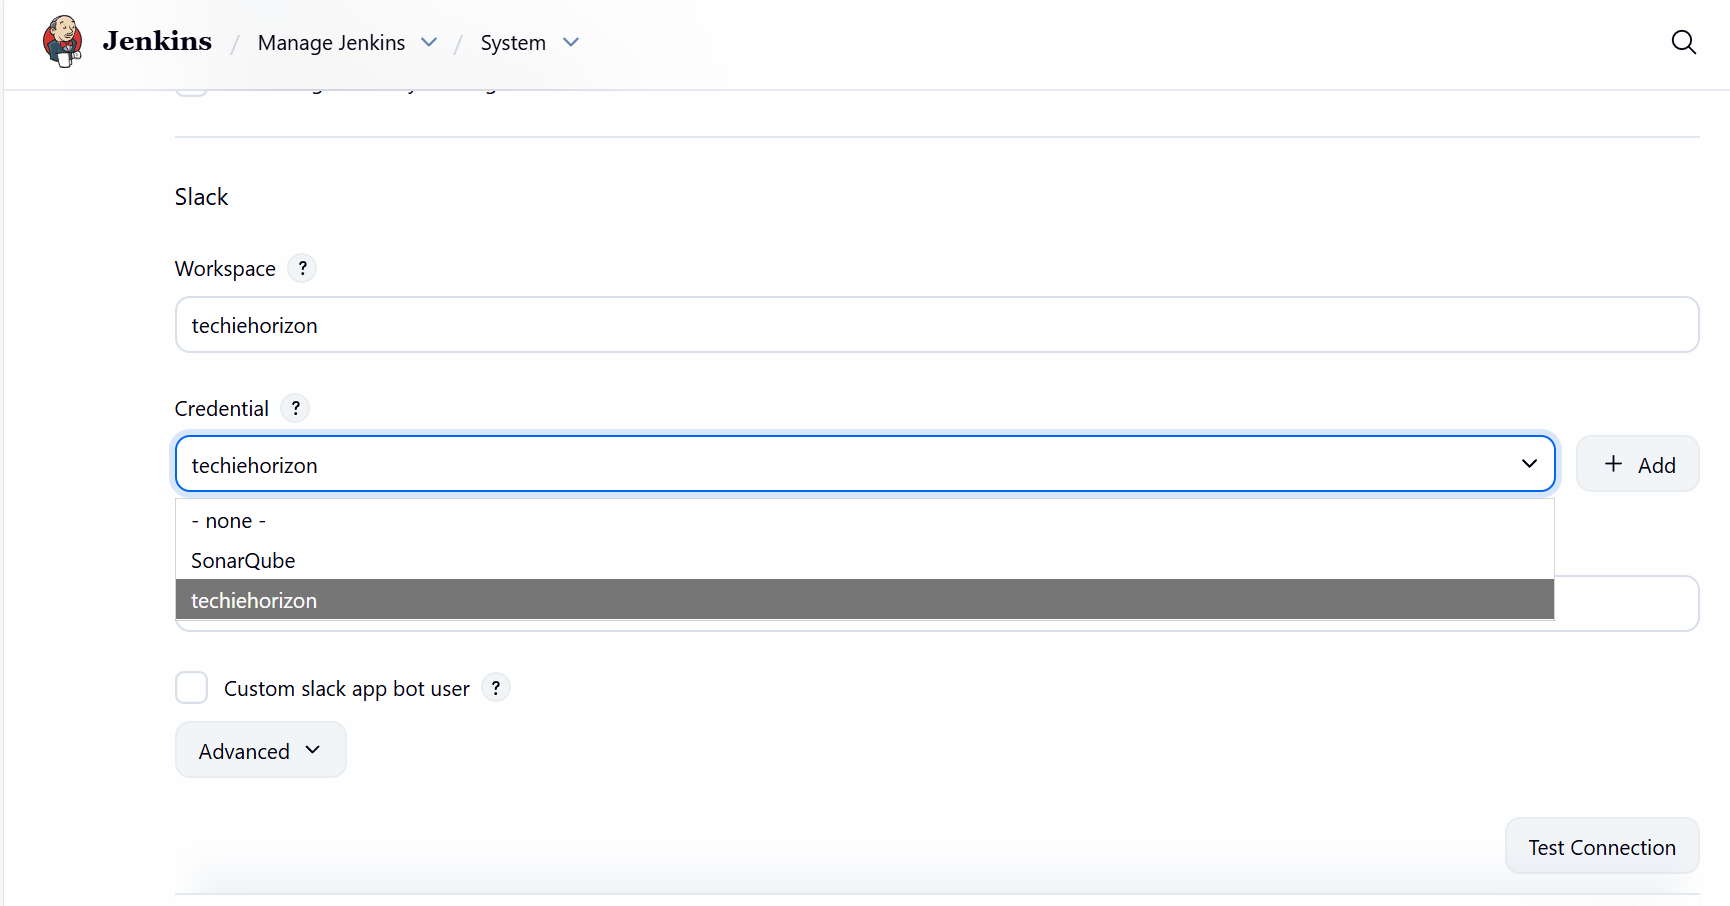 Jenkins / Manage Jenkins / System
Slack
Workspace ?
techiehorizon
Credential ?
techiehorizon
+ Add
- none -
SonarQube
techiehorizon
Custom slack app bot user ?
Advanced
Test Connection